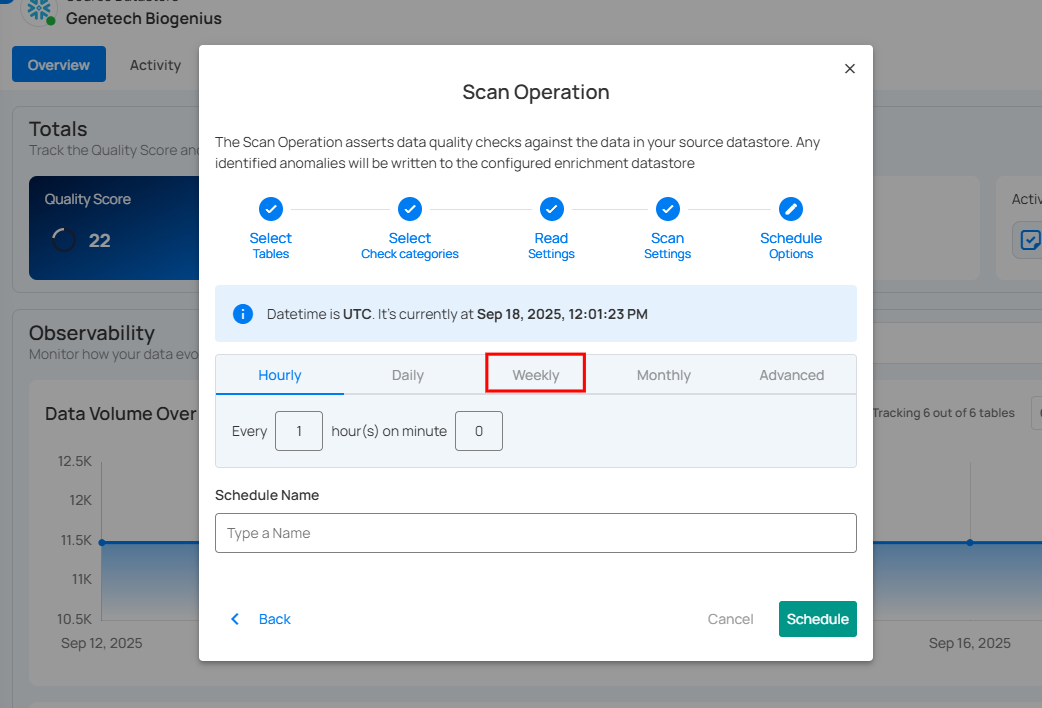 Genetech Biogenius
Overview
Activity
Totals
Track the Quality Score and
Quality Score
22
Observability
Monitor how your data evo
Data Volume Over
12.5K
12K
11.5K
11K
10.5K
Sep 12, 2025
Scan Operation
The Scan Operation asserts data quality checks against the data in your source datastore. Any
identified anomalies will be written to the configured enrichment datastore
Select
Tables
Select
Check categories
Read
Settings
Scan
Settings
Schedule
Options
Datetime is UTC. It's currently at Sep 18, 2025, 12:01:23 PM
Hourly
Daily
Weekly
Monthly
Advanced
Every 1 hour(s) on minute 0
Schedule Name
Type a Name
Back
Cancel
Schedule
Activ
Tracking 6 out of 6 tables
Sep 16, 2025